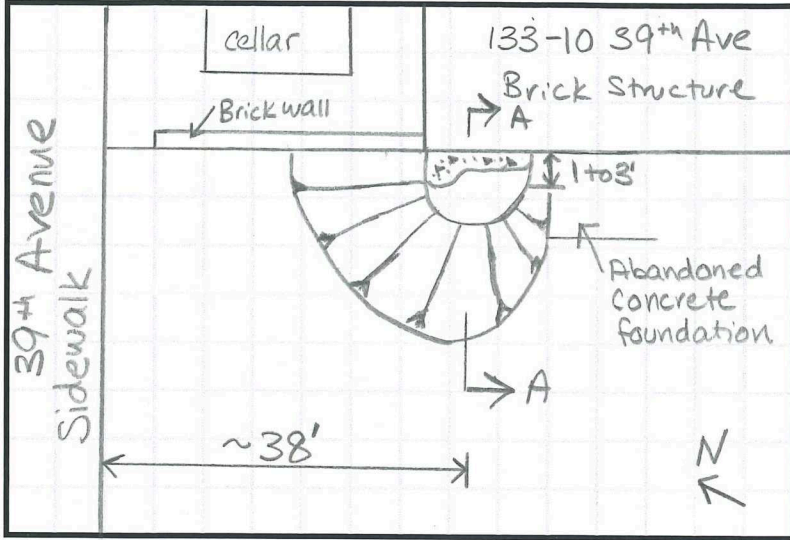 cellar
133-10 39th Ave
Brick Structure
Brick wall
A
1 to 3'
39th Avenue
Sidewalk
Abandoned
Concrete
foundation
A
~38'
N